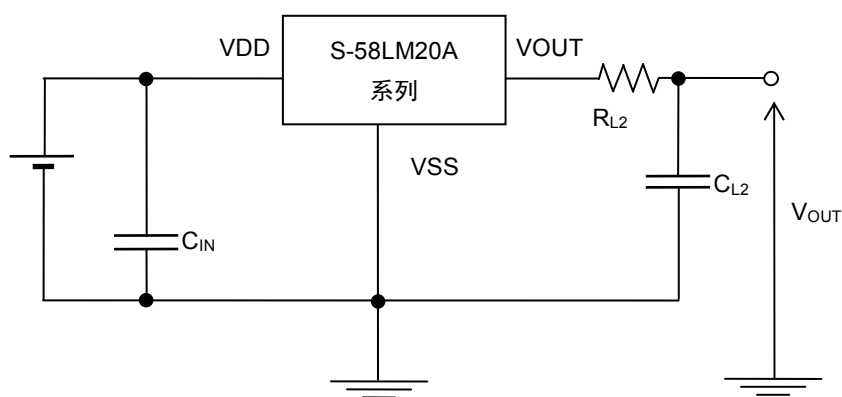 VDD
S-58LM20A
系列
VOUT
RL2
VSS
CL2
VOUT
CIN